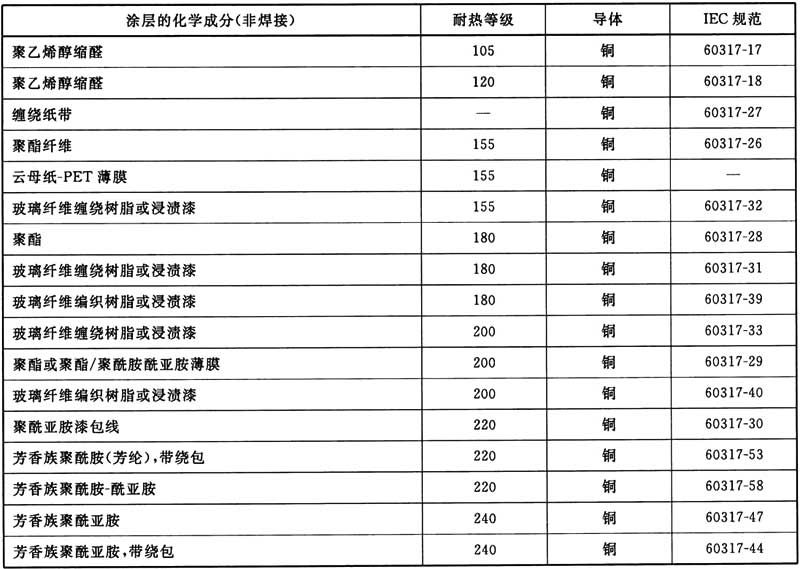 涂层的化学成分(非焊接) 耐热等级 导体 IEC 规范
聚乙烯醇缩醛 105 铜 60317-17
聚乙烯醇缩醛 120 铜 60317-18
缠绕纸带 — 铜 60317-27
聚酯纤维 155 铜 60317-26
云母纸-PET 薄膜 155 铜 —
玻璃纤维缠绕树脂或浸渍漆 155 铜 60317-32
聚酯 180 铜 60317-28
玻璃纤维缠绕树脂或浸渍漆 180 铜 60317-31
玻璃纤维编织树脂或浸渍漆 180 铜 60317-39
玻璃纤维缠绕树脂或浸渍漆 200 铜 60317-33
聚酯或聚酯/聚酰胺酰亚胺薄膜 200 铜 60317-29
玻璃纤维编织树脂或浸渍漆 200 铜 60317-40
聚酰亚胺漆包线 220 铜 60317-30
芳香族聚酰胺(芳纶),带绕包 220 铜 60317-53
芳香族聚酰胺-酰亚胺 220 铜 60317-58
芳香族聚酰亚胺 240 铜 60317-47
芳香族聚酰亚胺,带绕包 240 铜 60317-44